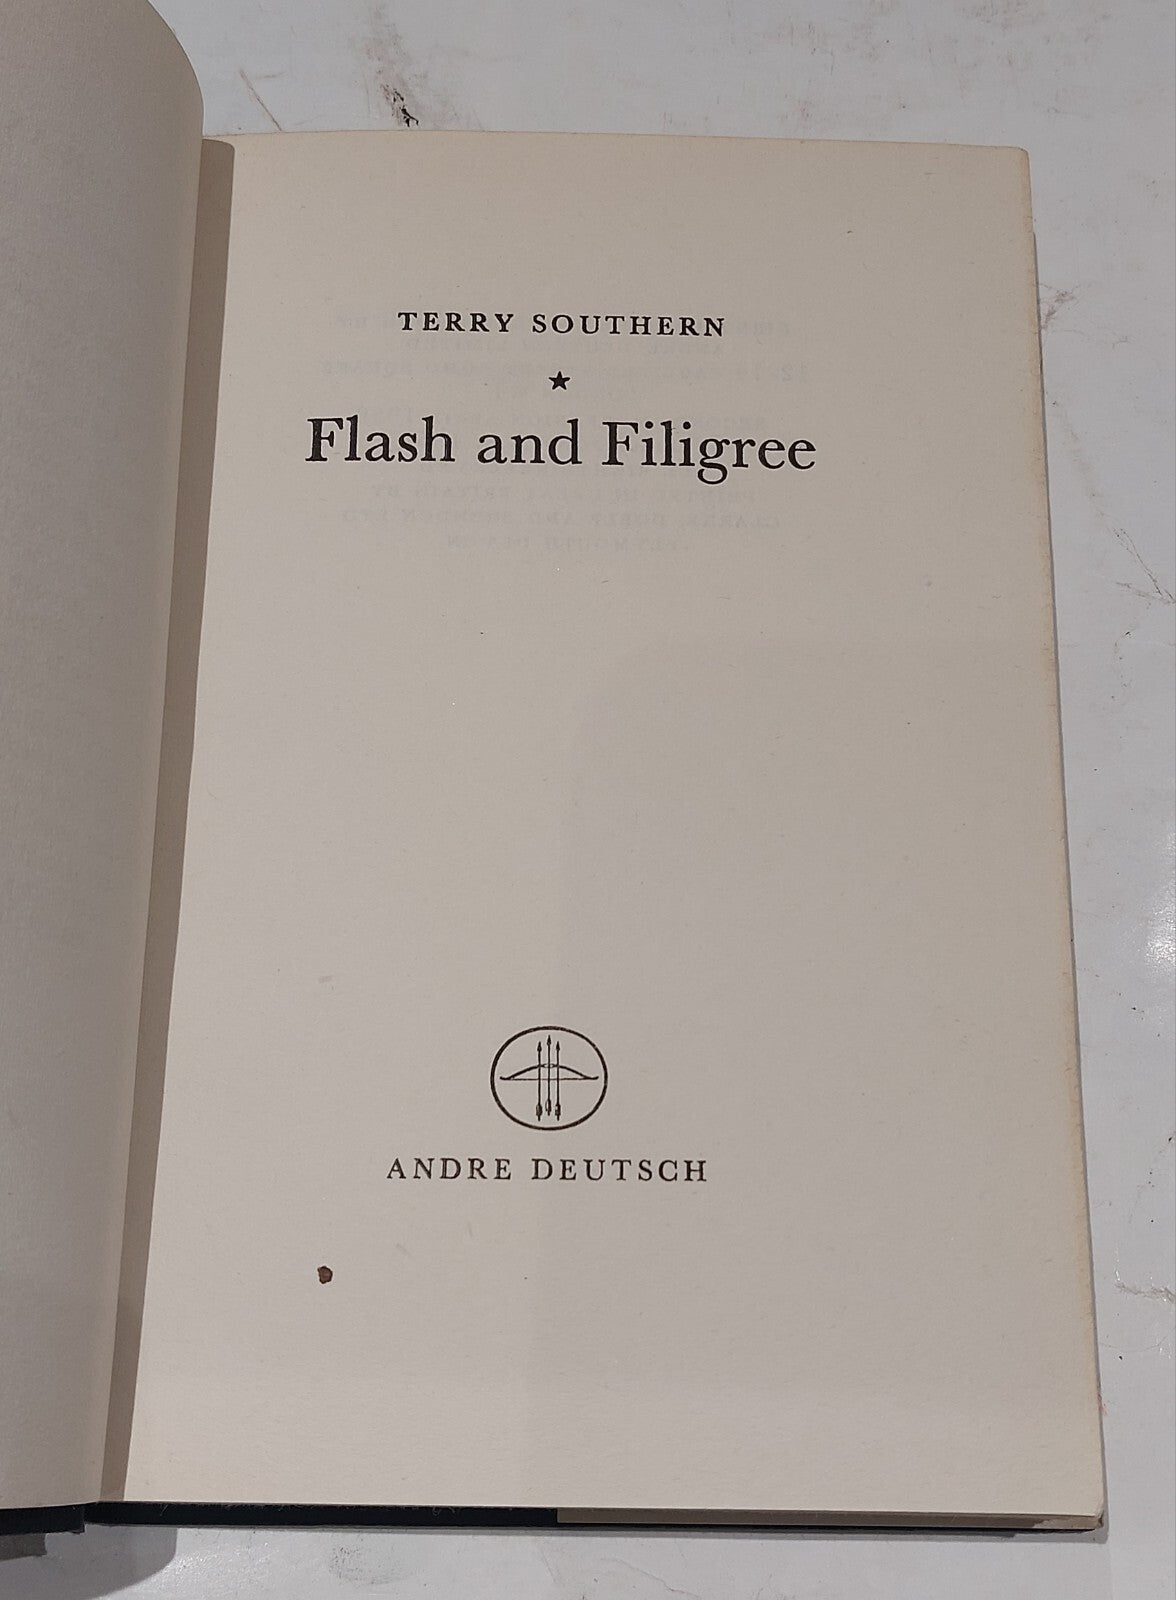 TERRY SOUTHERN
Flash and Filigree
ANDRE DEUTSCH